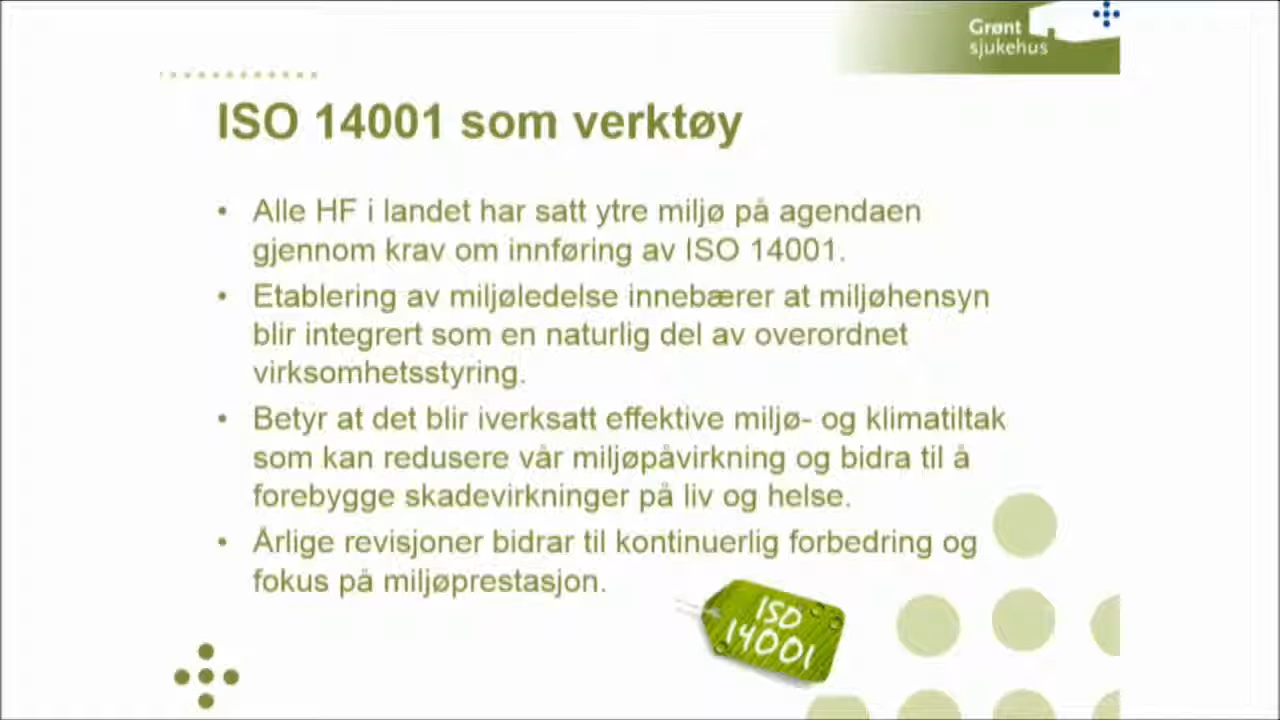 Grønt
sjukehus
ISO 14001 som verktøy
• Alle HF i landet har satt ytre miljø på agendaen
gjennom krav om innføring av ISO 14001.
• Etablering av miljøledelse innebærer at miljøhensyn
blir integrert som en naturlig del av overordnet
virksomhetsstyring.
• Betyr at det blir iverksatt effektive miljø- og klimatiltak
som kan redusere vår miljøpåvirkning og bidra til å
forebygge skadevirkninger på liv og helse.
• Årlige revisjoner bidrar til kontinuerlig forbedring og
fokus på miljøprestasjon.
ISO
14001